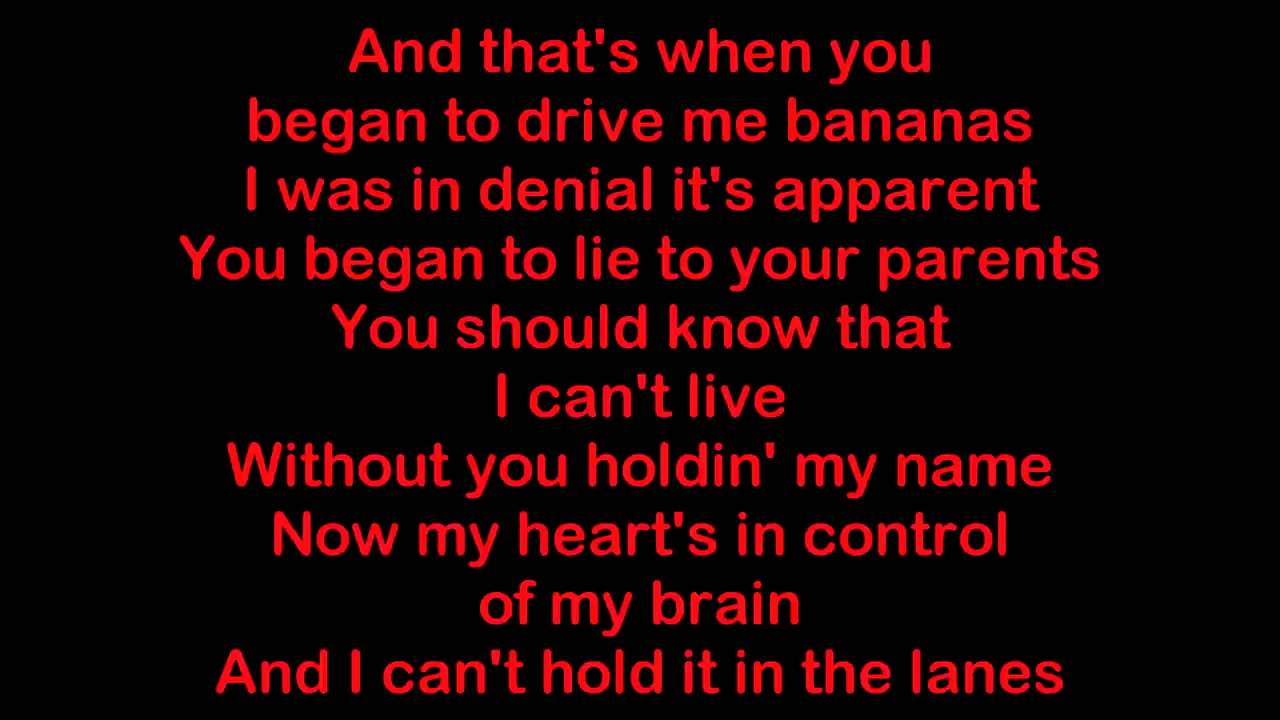 And that's when you
began to drive me bananas
I was in denial it's apparent
You began to lie to your parents
You should know that
I can't live
Without you holdin' my name
Now my heart's in control
of my brain
And I can't hold it in the lanes